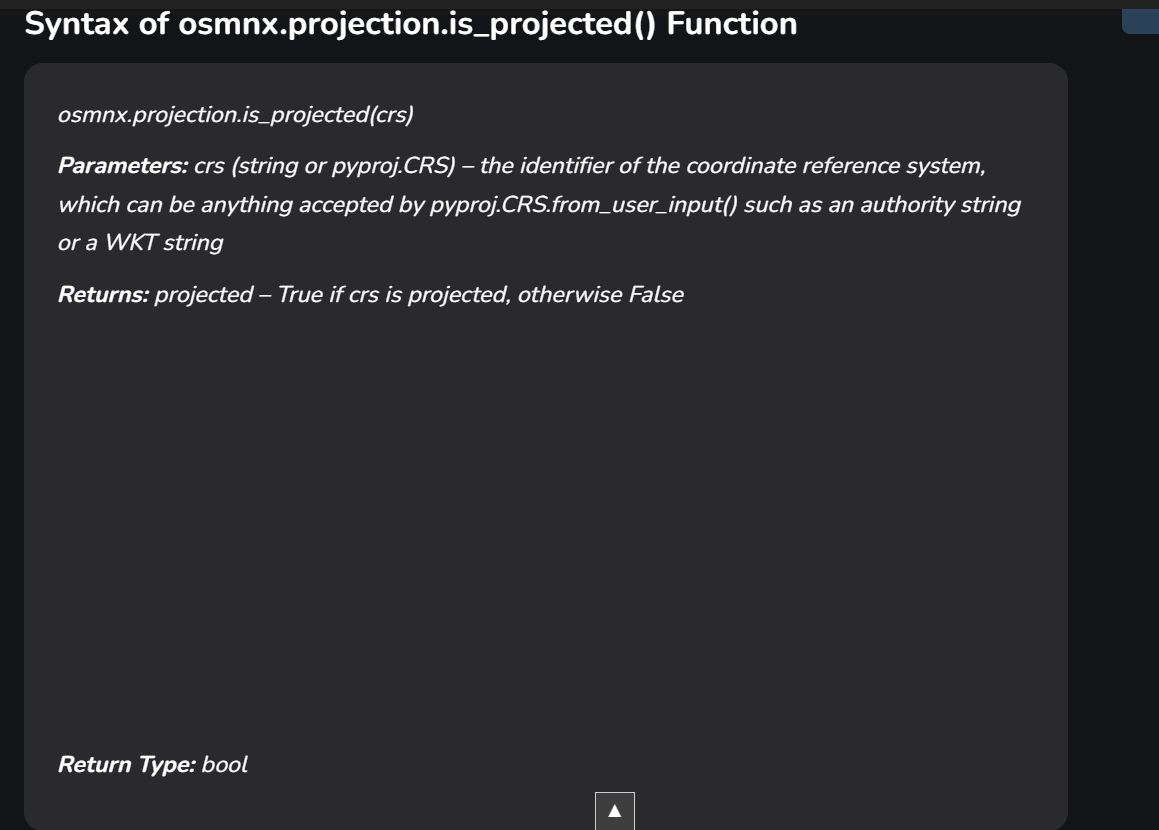 Syntax of osmnx.projection.is_projected() Function
osmnx.projection.is_projected(crs)
Parameters: crs (string or pyproj.CRS) – the identifier of the coordinate reference system,
which can be anything accepted by pyproj.CRS.from_user_input() such as an authority string
or a WKT string
Returns: projected – True if crs is projected, otherwise False
Return Type: bool